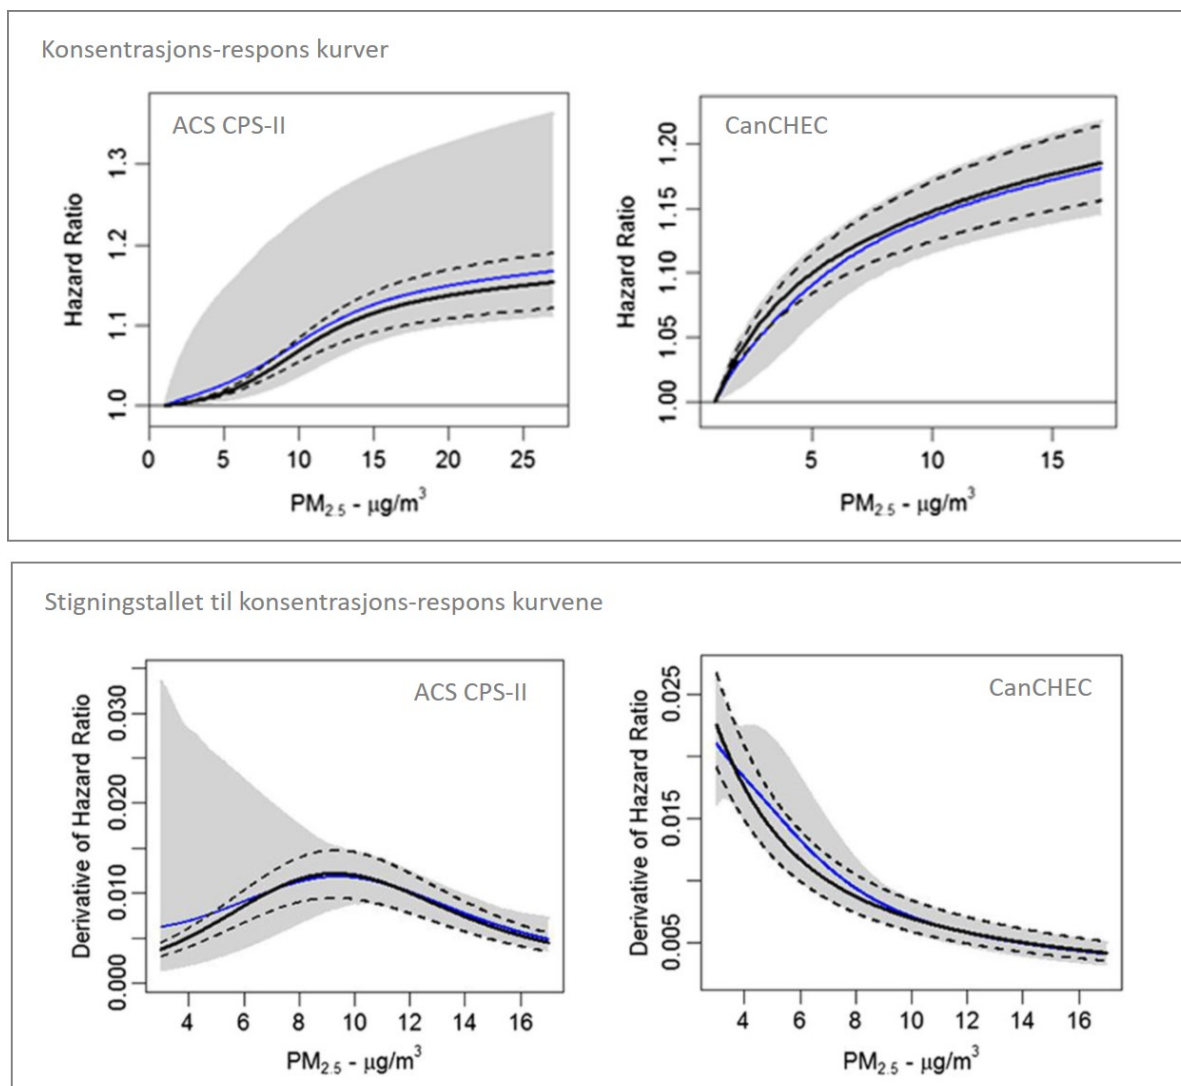 Konsentrasjons-respons kurver
ACS CPS-II
Hazard Ratio
1.0 1.1 1.2 1.3
0 5 10 15 20 25
PM₂.₅ - μg/m³
CanCHEC
Hazard Ratio
1.00 1.05 1.10 1.15 1.20
5 10 15
PM₂.₅ - μg/m³
Stigningstallet til konsentrasjons-respons kurvene
ACS CPS-II
Derivative of Hazard Ratio
0.000 0.010 0.020 0.030
4 6 8 10 12 14 16
PM₂.₅ - μg/m³
CanCHEC
Derivative of Hazard Ratio
0.005 0.015 0.025
4 6 8 10 12 14 16
PM₂.₅ - μg/m³